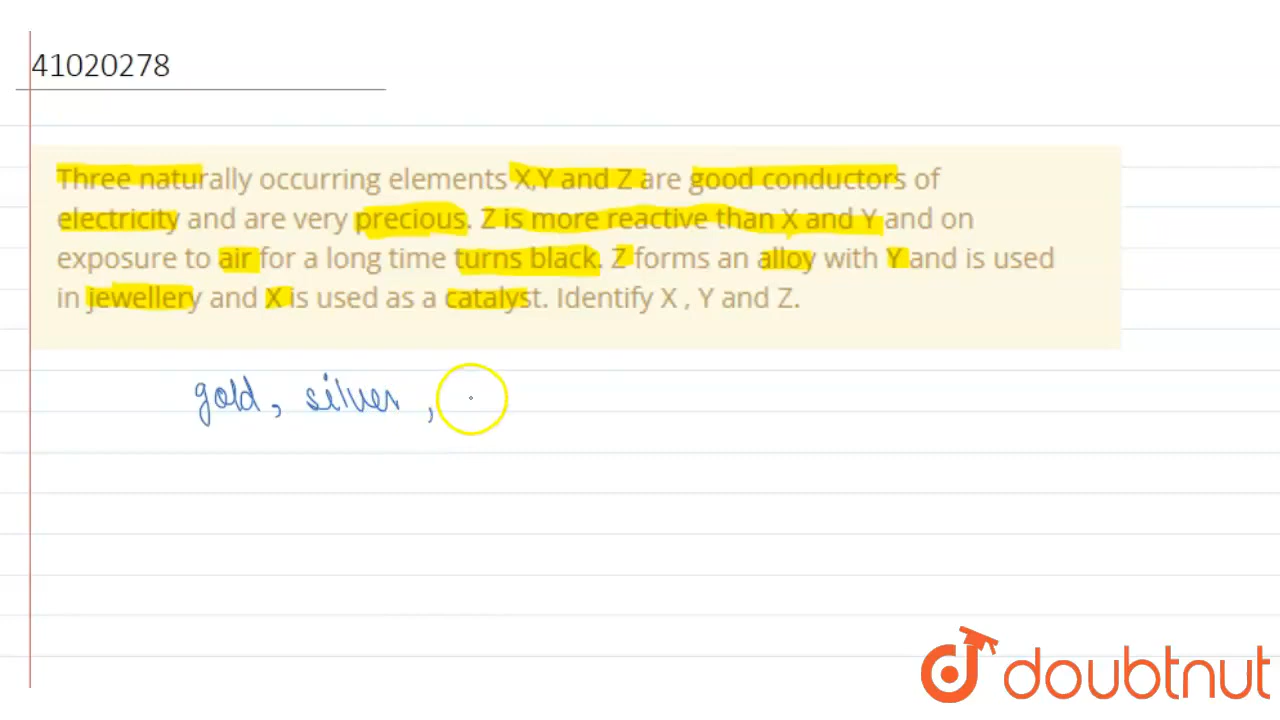 41020278
Three naturally occurring elements X,Y and Z are good conductors of
electricity and are very precious. Z is more reactive than X and Y and on
exposure to air for a long time turns black. Z forms an alloy with Y and is used
in jewellery and X is used as a catalyst. Identify X , Y and Z.
gold, silver ,
doubtnut